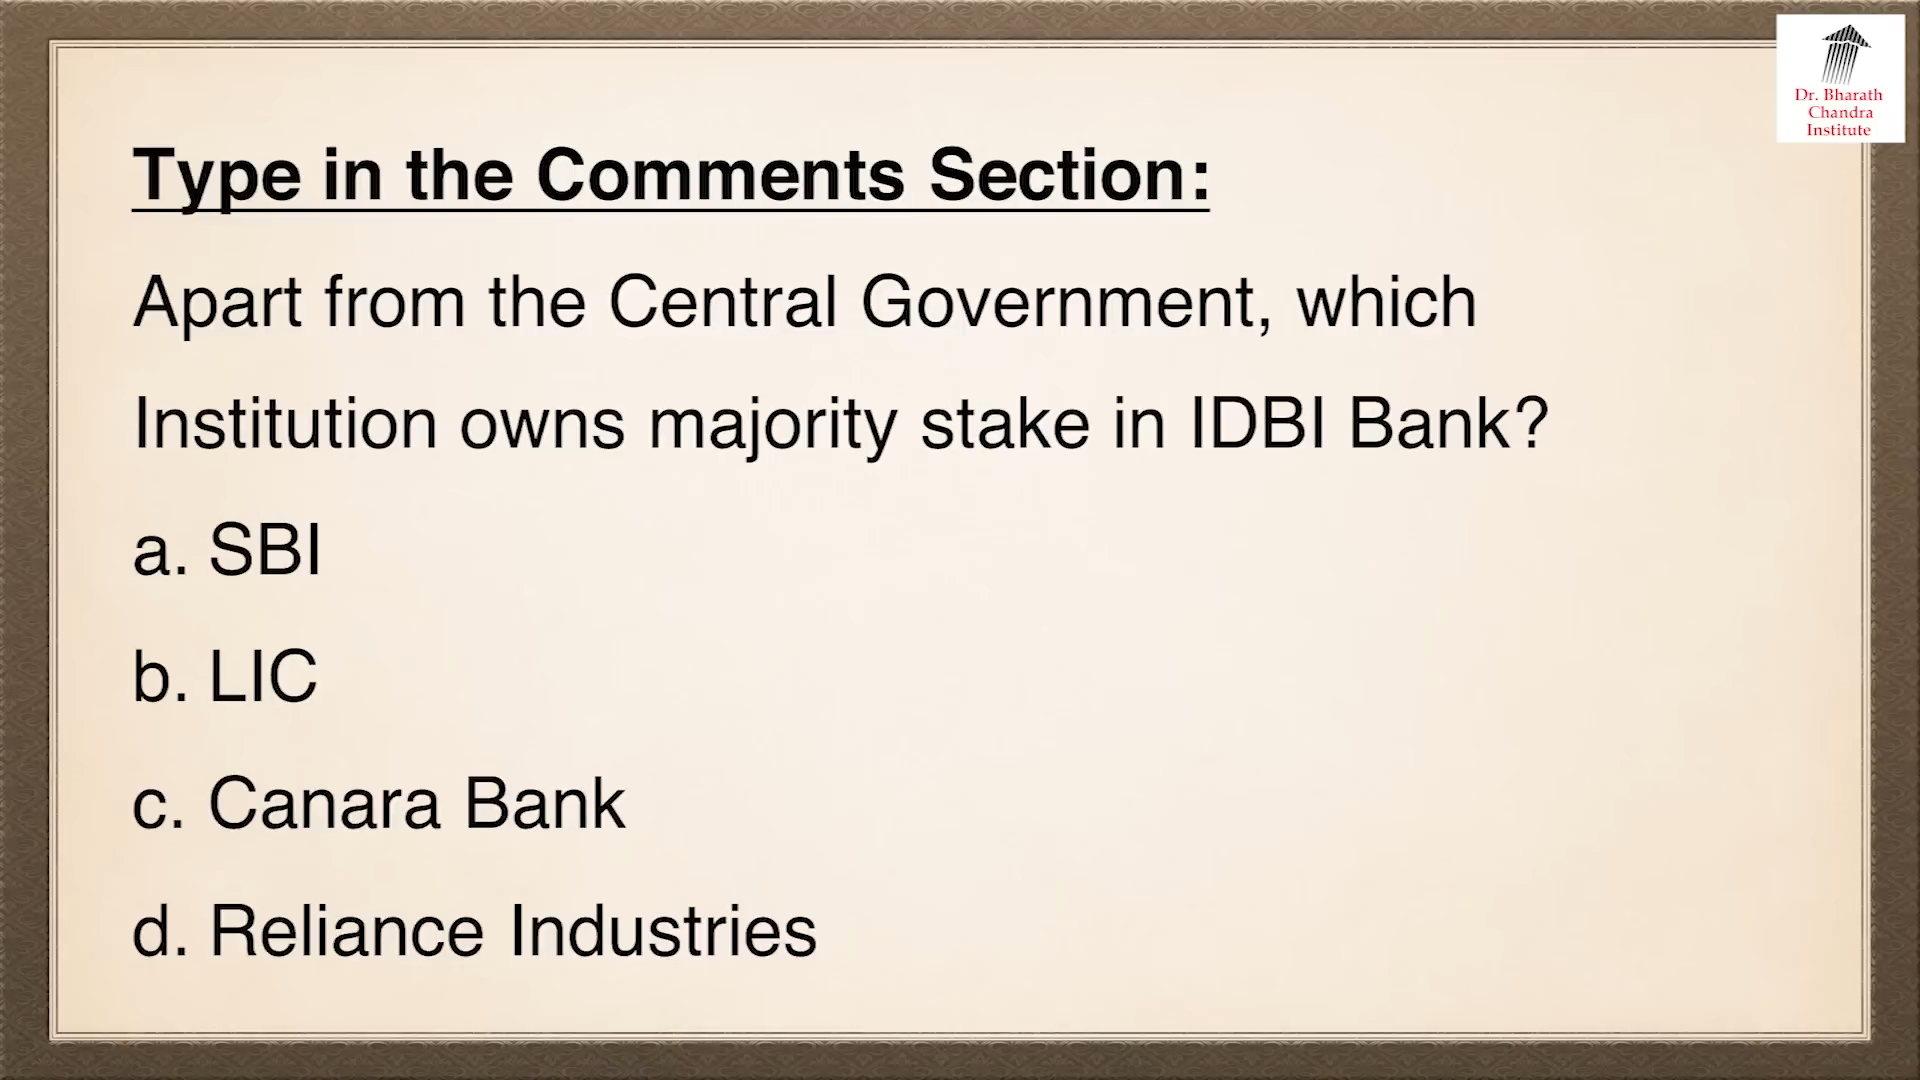 Dr. Bharath
Chandra
Institute
Type in the Comments Section:
Apart from the Central Government, which
Institution owns majority stake in IDBI Bank?
a. SBI
b. LIC
c. Canara Bank
d. Reliance Industries